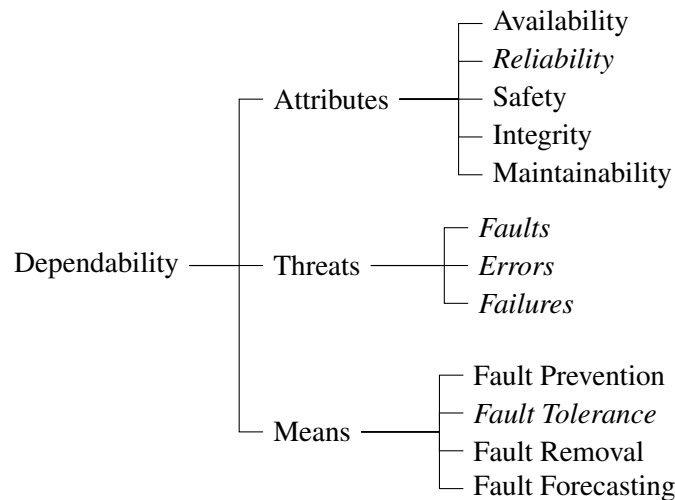 Dependability
Attributes
Availability
Reliability
Safety
Integrity
Maintainability
Threats
Faults
Errors
Failures
Means
Fault Prevention
Fault Tolerance
Fault Removal
Fault Forecasting